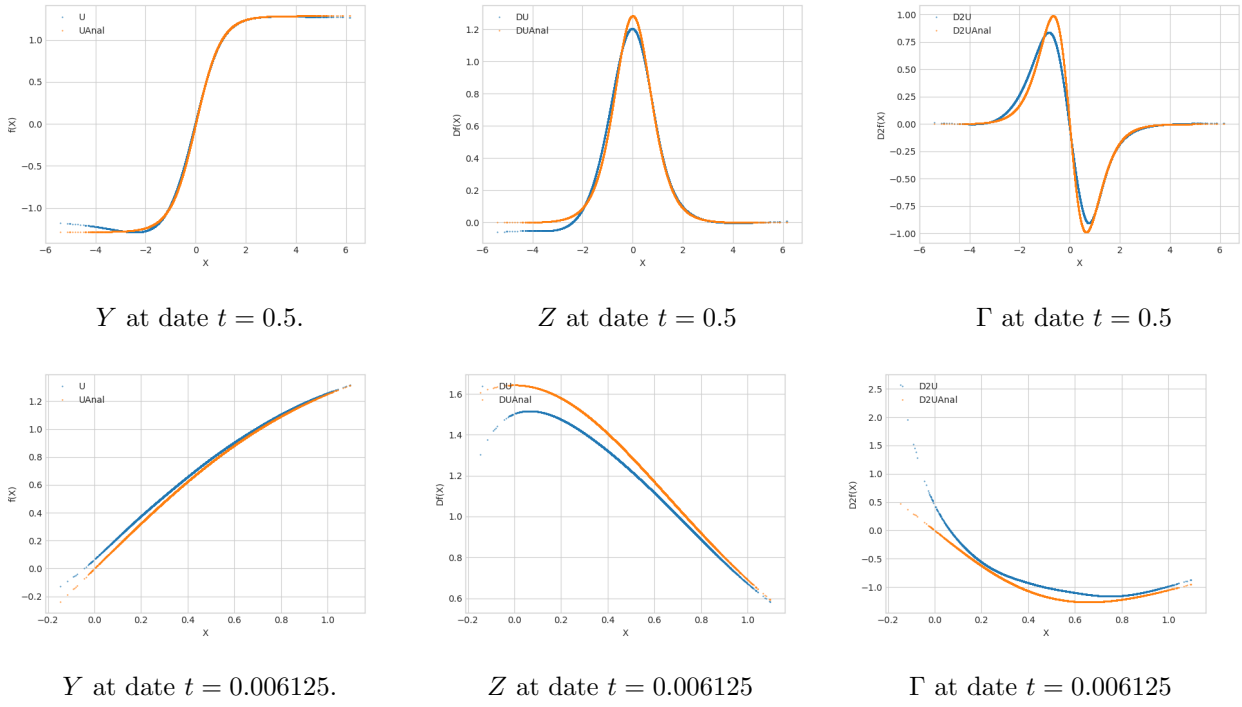 U
UAnal
1.0
0.5
0.0
−0.5
−1.0
f(X)
−6 −4 −2 0 2 4 6
X
DU
DUAnal
1.2
1.0
0.8
0.6
0.4
0.2
0.0
Df(X)
−6 −4 −2 0 2 4 6
X
D2U
D2UAnal
1.00
0.75
0.50
0.25
0.00
−0.25
−0.50
−0.75
−1.00
D2f(X)
−6 −4 −2 0 2 4 6
X
Y at date t = 0.5.
Z at date t = 0.5
Γ at date t = 0.5
U
UAnal
1.2
1.0
0.8
0.6
0.4
0.2
0.0
−0.2
f(X)
−0.2 0.0 0.2 0.4 0.6 0.8 1.0
X
DU
DUAnal
1.6
1.4
1.2
1.0
0.8
0.6
Df(X)
−0.2 0.0 0.2 0.4 0.6 0.8 1.0
X
D2U
D2UAnal
2.5
2.0
1.5
1.0
0.5
0.0
−0.5
−1.0
D2f(X)
−0.2 0.0 0.2 0.4 0.6 0.8 1.0
X
Y at date t = 0.006125.
Z at date t = 0.006125
Γ at date t = 0.006125